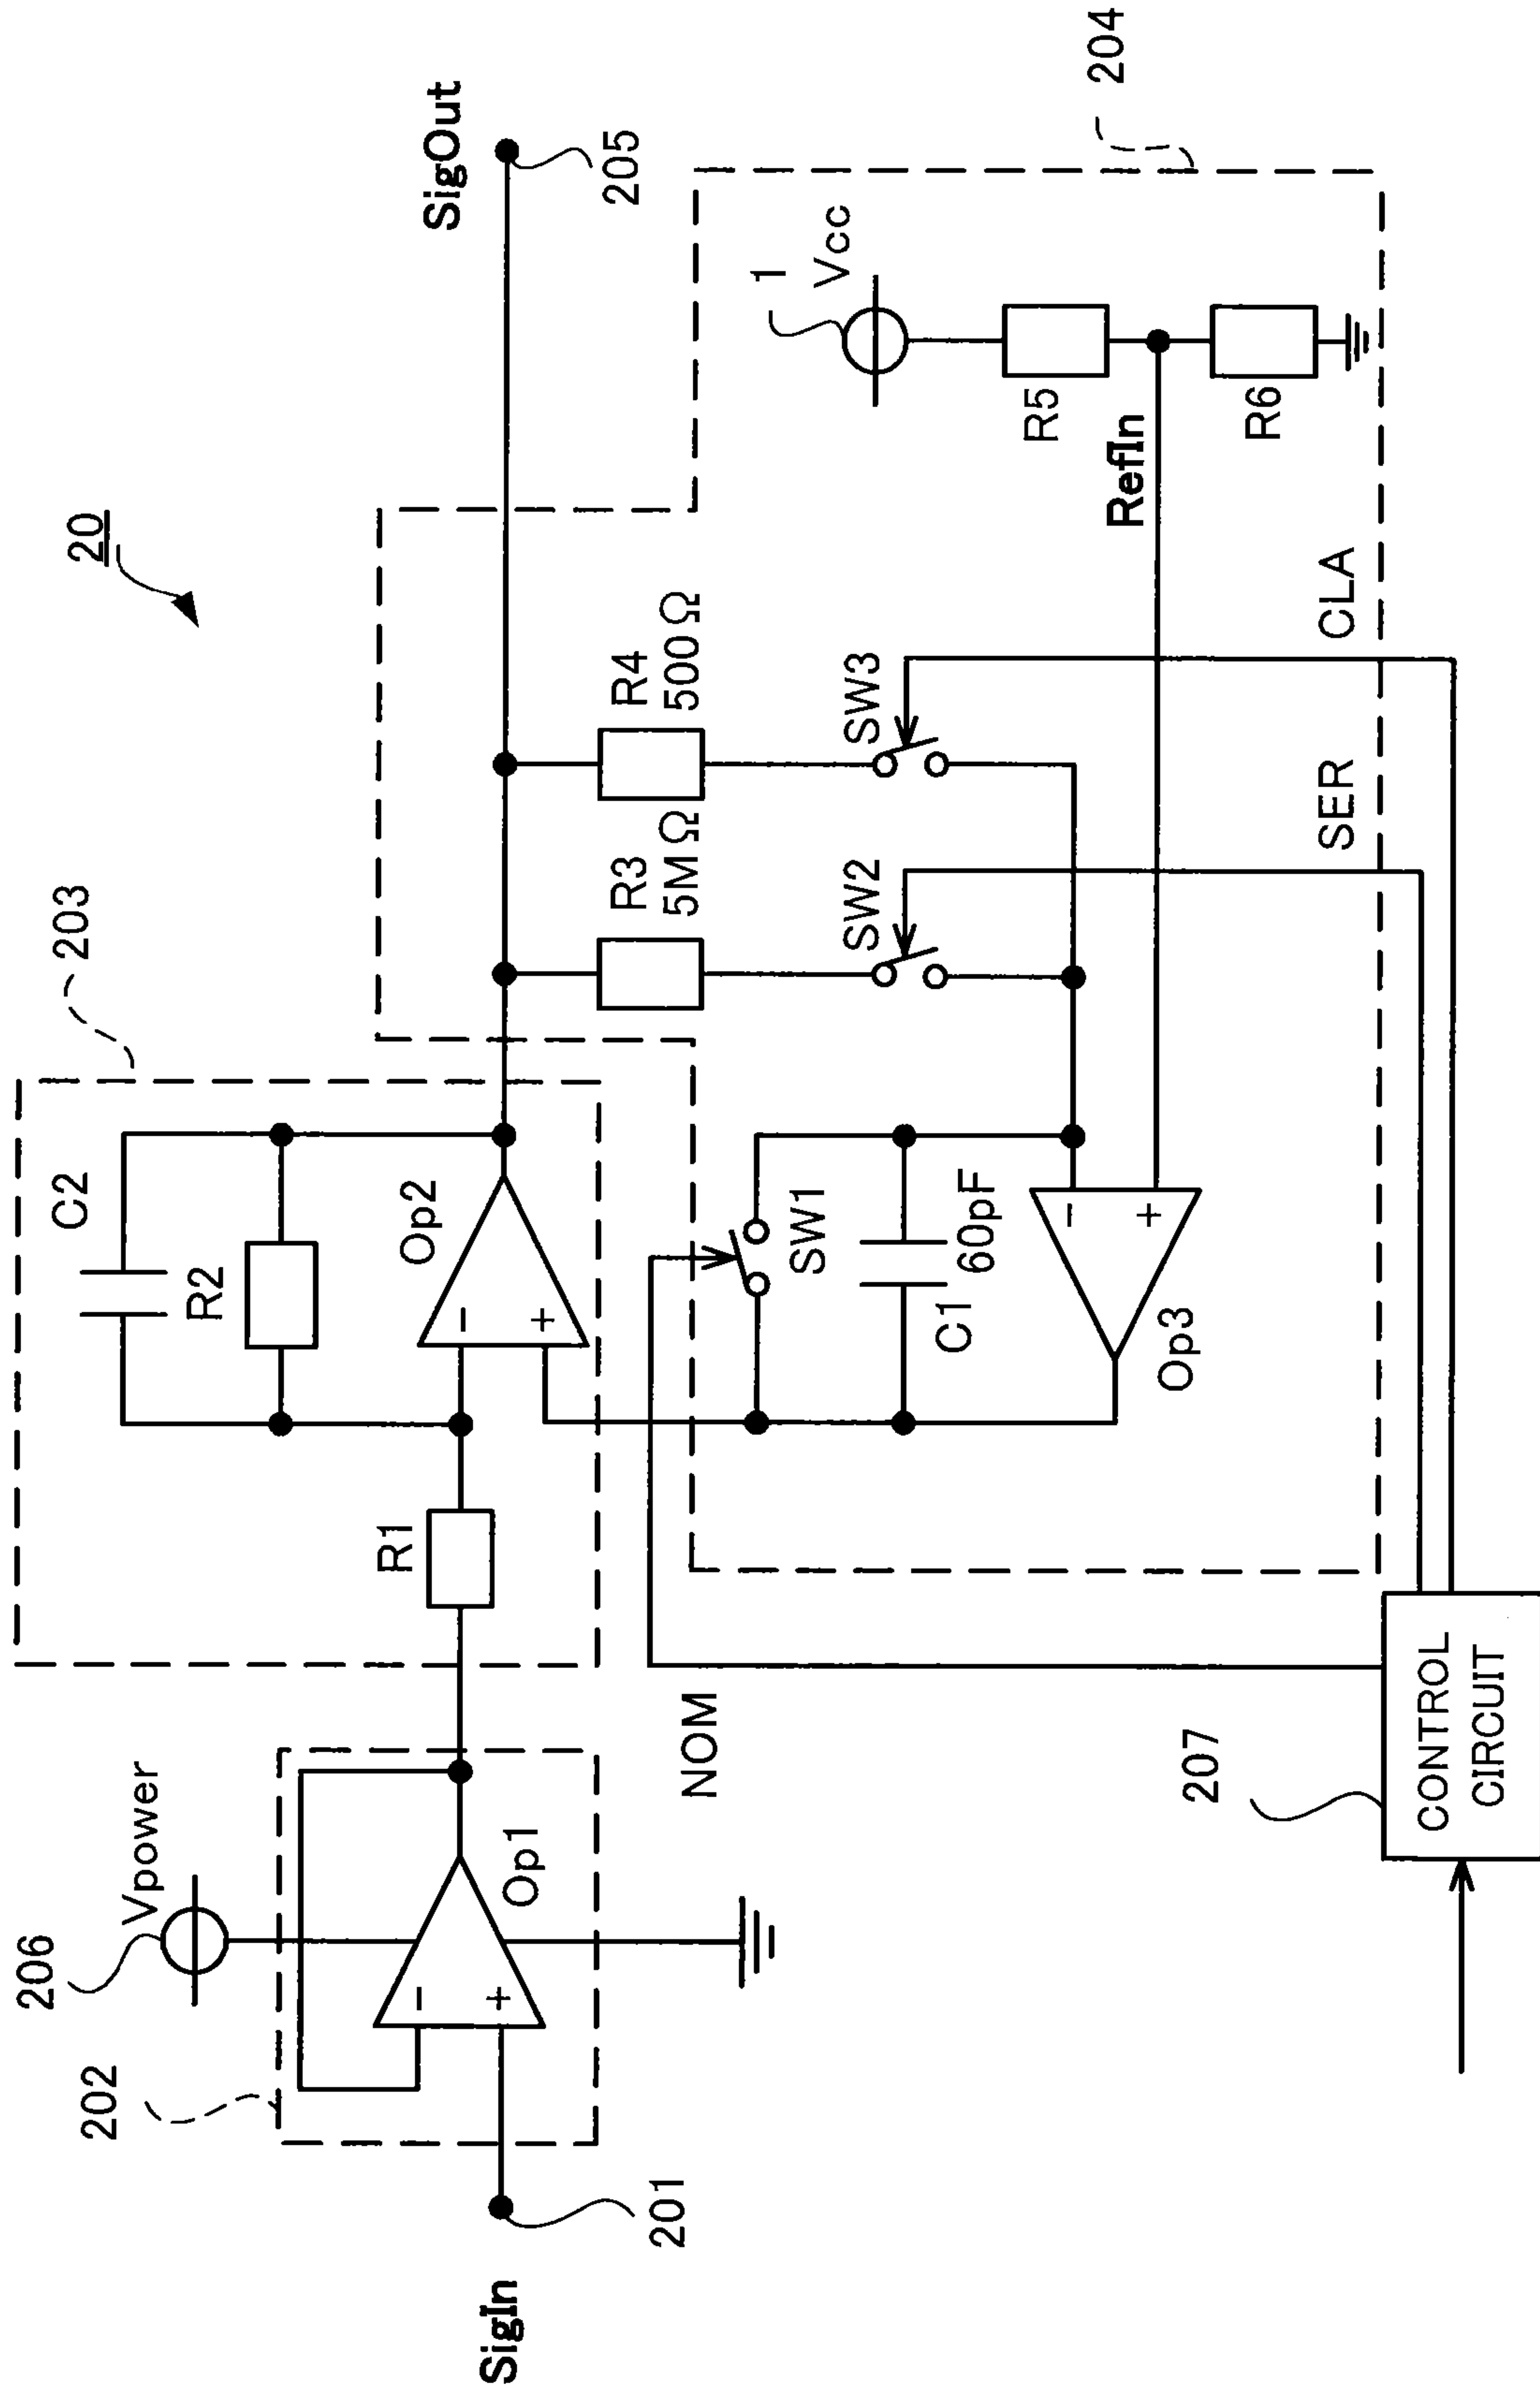 20
SigIn
201
202
206
Vpower
Op1
−
+
NOM
203
R1
C2
R2
Op2
−
+
SigOut
205
204
R3
5MΩ
R4
500Ω
SW1
SW2
SW3
C1
60pF
Op3
−
+
1
Vcc
R5
RefIn
R6
SER
CLA
207
CONTROL
CIRCUIT